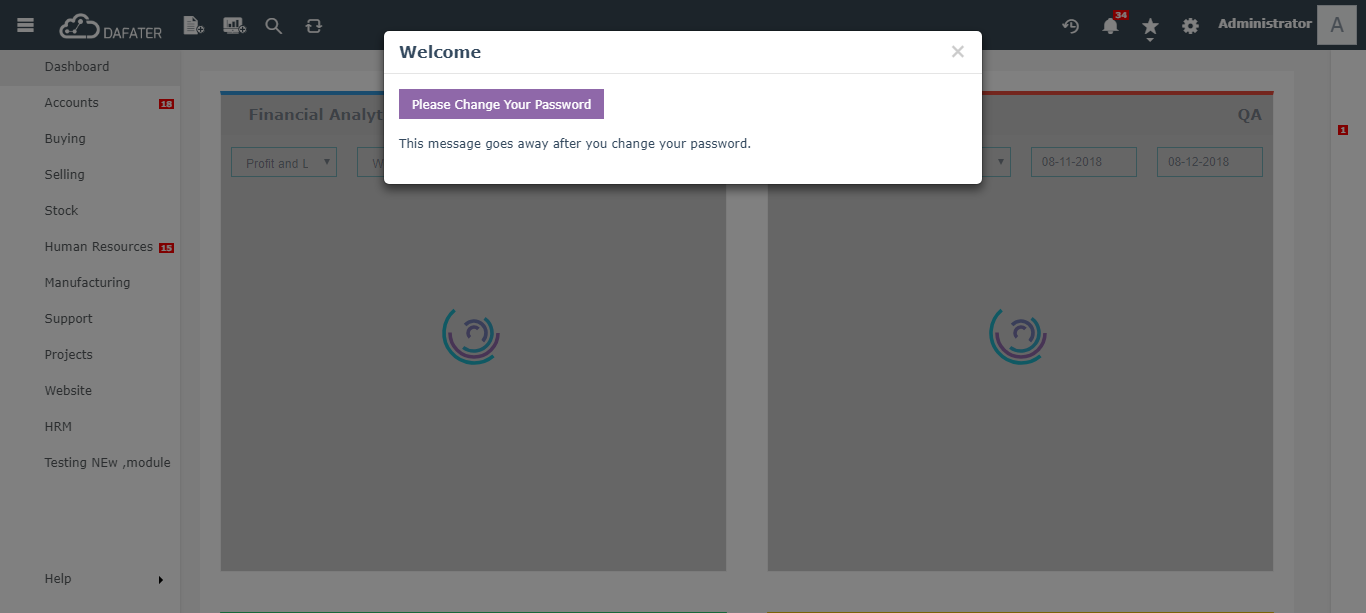 DAFATER
34
Administrator
A
Welcome
×
Please Change Your Password
This message goes away after you change your password.
Dashboard
Accounts
18
Buying
Selling
Stock
Human Resources
15
Manufacturing
Support
Projects
Website
HRM
Testing NEw ,module
Help
Financial Analyt
QA
1
Profit and L
W
08-11-2018
08-12-2018